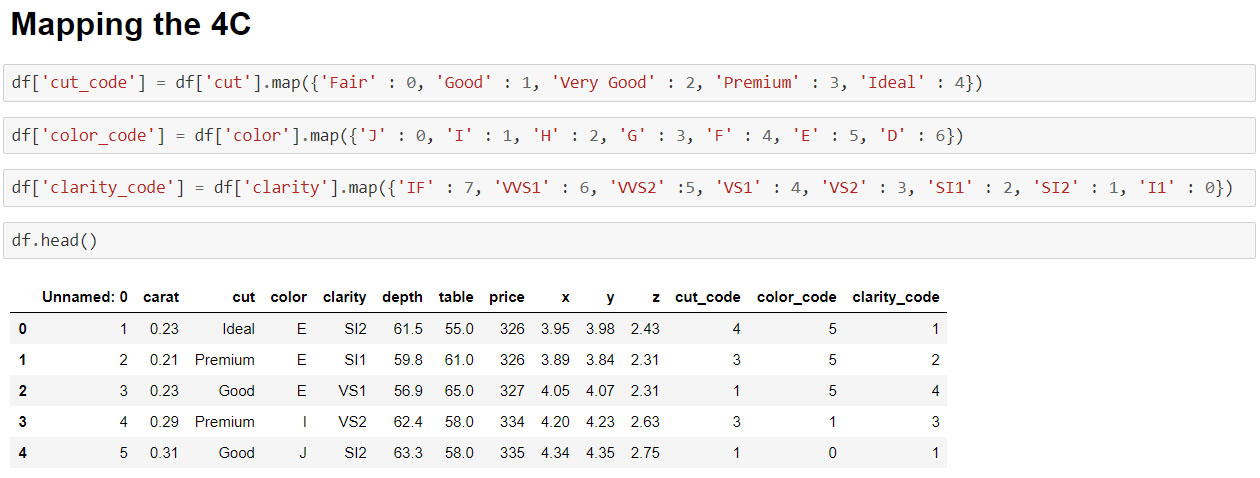 Mapping the 4C
df['cut_code'] = df['cut'].map({'Fair' : 0, 'Good' : 1, 'Very Good' : 2, 'Premium' : 3, 'Ideal' : 4})
df['color_code'] = df['color'].map({'J' : 0, 'I' : 1, 'H' : 2, 'G' : 3, 'F' : 4, 'E' : 5, 'D' : 6})
df['clarity_code'] = df['clarity'].map({'IF' : 7, 'VVS1' : 6, 'VVS2' :5, 'VS1' : 4, 'VS2' : 3, 'SI1' : 2, 'SI2' : 1, 'I1' : 0})
df.head()
Unnamed: 0 carat cut color clarity depth table price x y z cut_code color_code clarity_code
0 1 0.23 Ideal E SI2 61.5 55.0 326 3.95 3.98 2.43 4 5 1
1 2 0.21 Premium E SI1 59.8 61.0 326 3.89 3.84 2.31 3 5 2
2 3 0.23 Good E VS1 56.9 65.0 327 4.05 4.07 2.31 1 5 4
3 4 0.29 Premium I VS2 62.4 58.0 334 4.20 4.23 2.63 3 1 3
4 5 0.31 Good J SI2 63.3 58.0 335 4.34 4.35 2.75 1 0 1